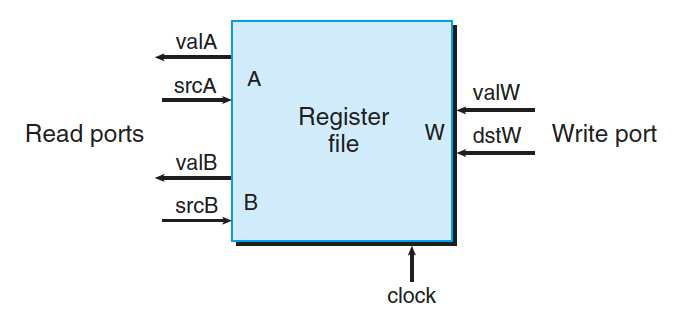 valA
srcA
A
Read ports
valB
srcB
B
Register
file
W
valW
dstW
Write port
clock